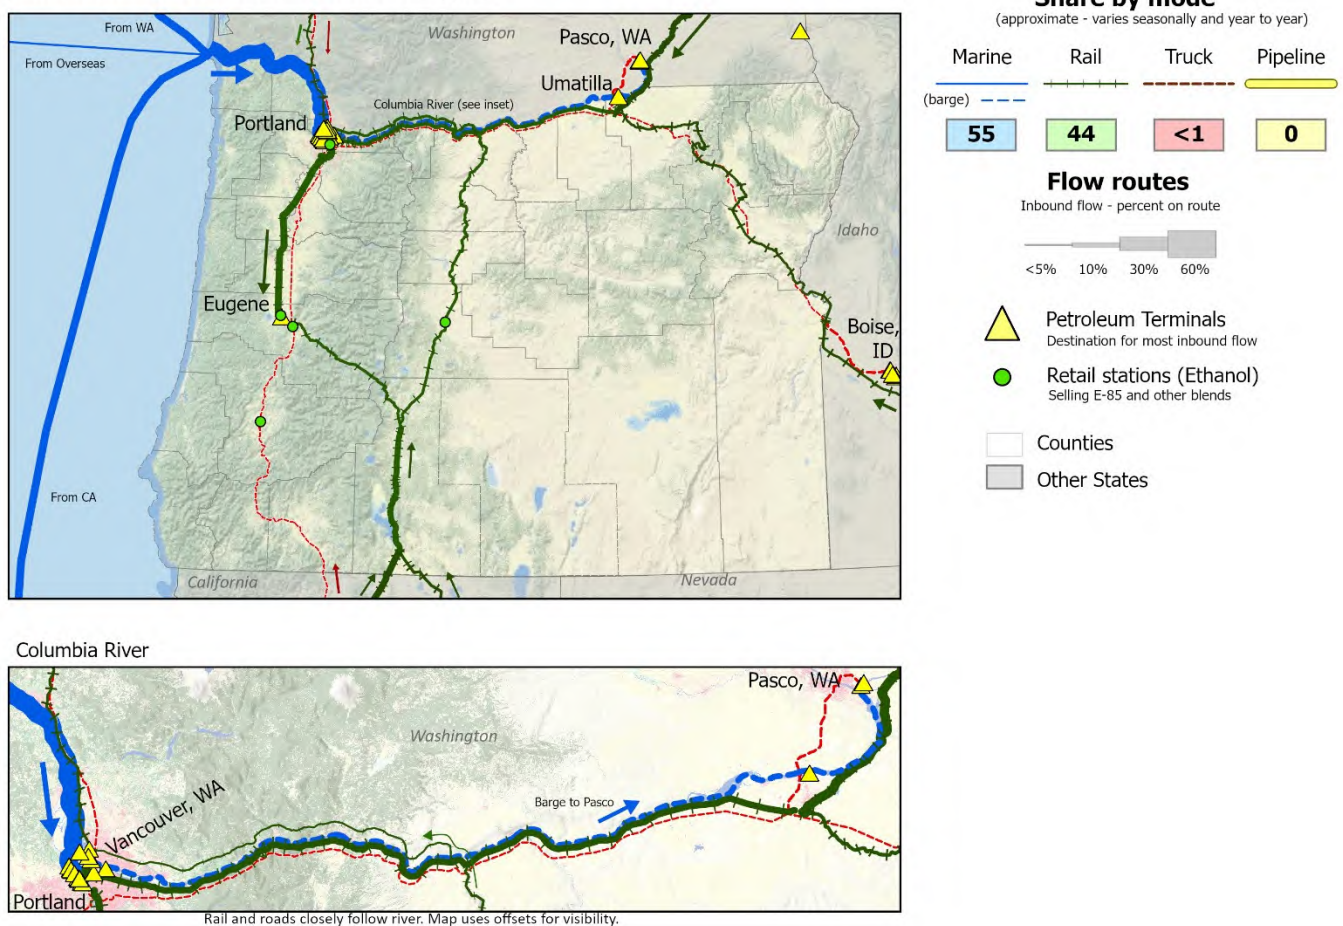 From WA
From Overseas
Washington
Pasco, WA
Umatilla
Columbia River (see inset)
Portland
Idaho
Eugene
Boise,
ID
From CA
California
Nevada
Share by mode
(approximate - varies seasonally and year to year)
Marine
Rail
Truck
Pipeline
(barge)
55
44
<1
0
Flow routes
Inbound flow - percent on route
<5%
10%
30%
60%
Petroleum Terminals
Destination for most inbound flow
Retail stations (Ethanol)
Selling E-85 and other blends
Counties
Other States
Columbia River
Pasco, WA
Washington
Barge to Pasco
Vancouver, WA
Portland
Rail and roads closely follow river. Map uses offsets for visibility.